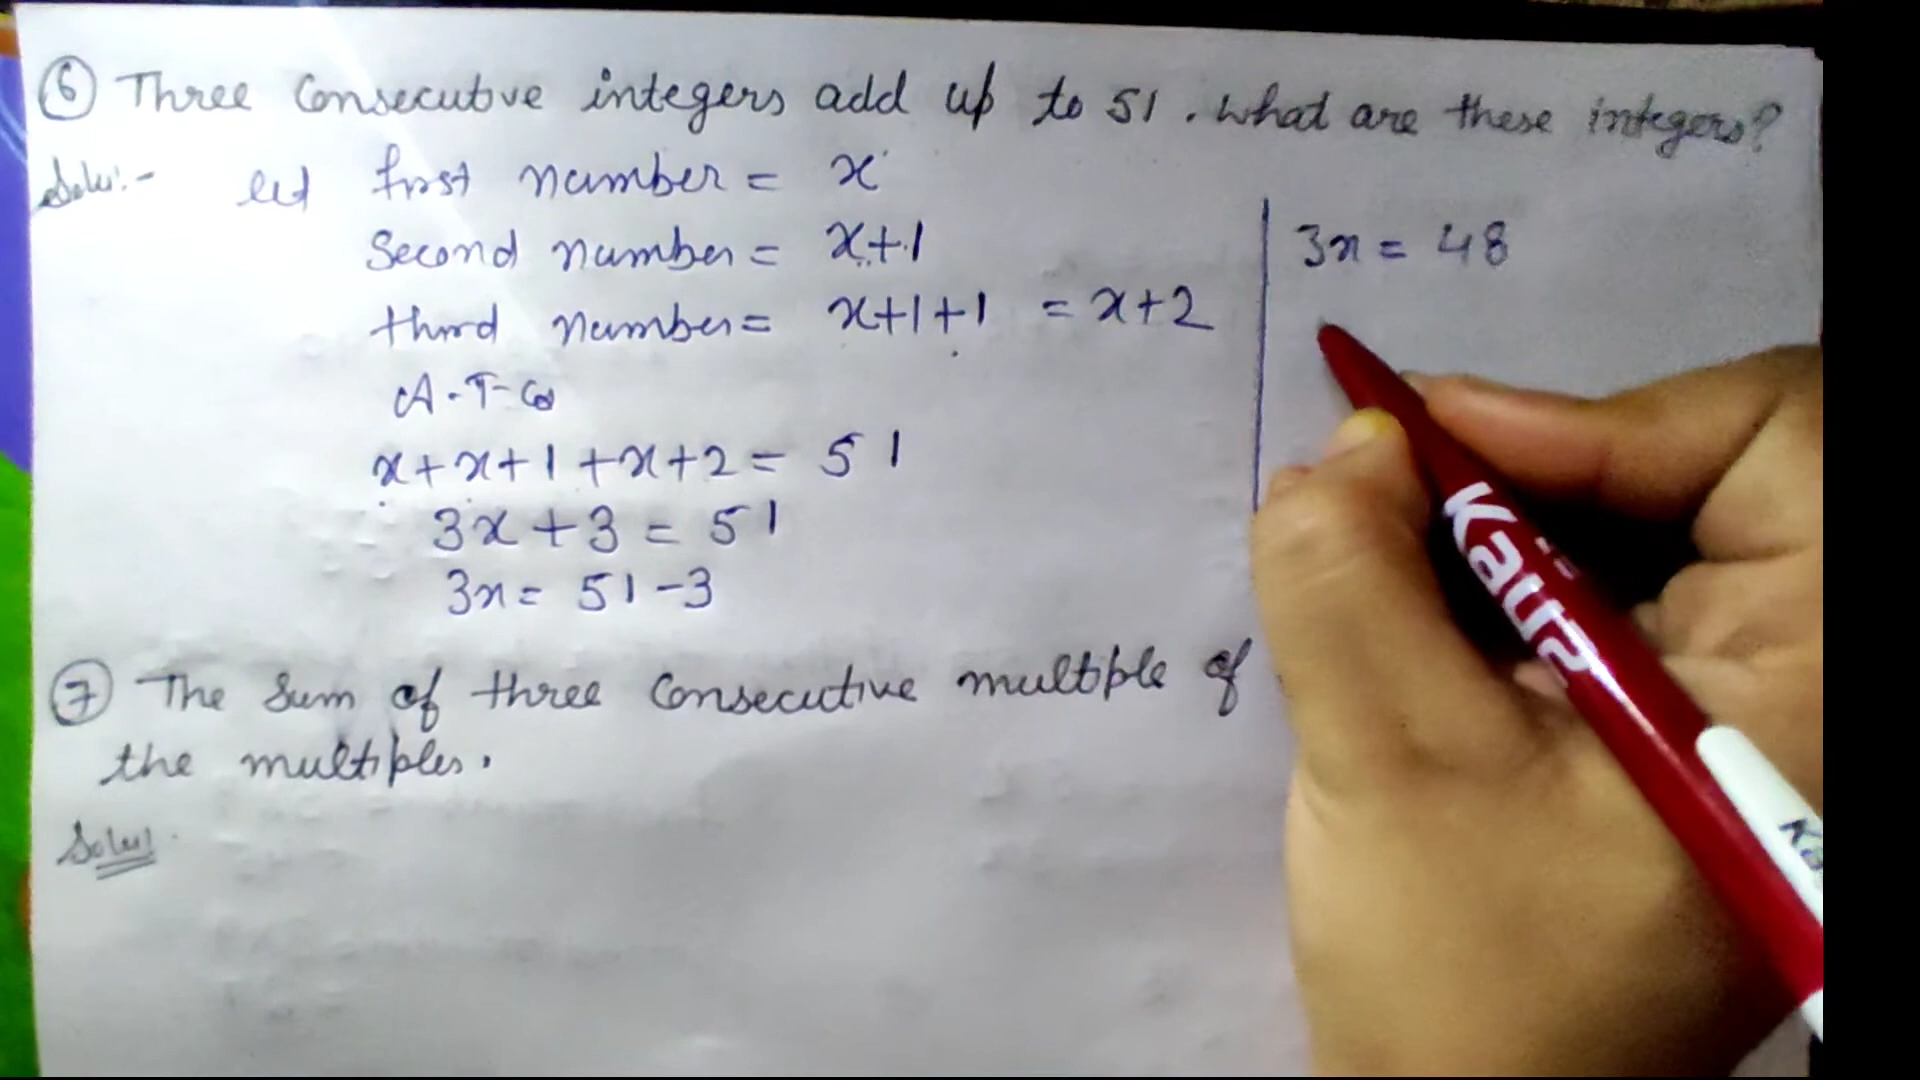 6 Three Consecutive integers add up to 51. What are these integers?
Solu:- let first number = x
Second number = x+1
third number = x+1+1 = x+2
A.T.Q
x+x+1+x+2 = 51
3x+3 = 51
3x = 51-3
3x = 48
7 The Sum of three Consecutive multiple of
the multiples.
Solu